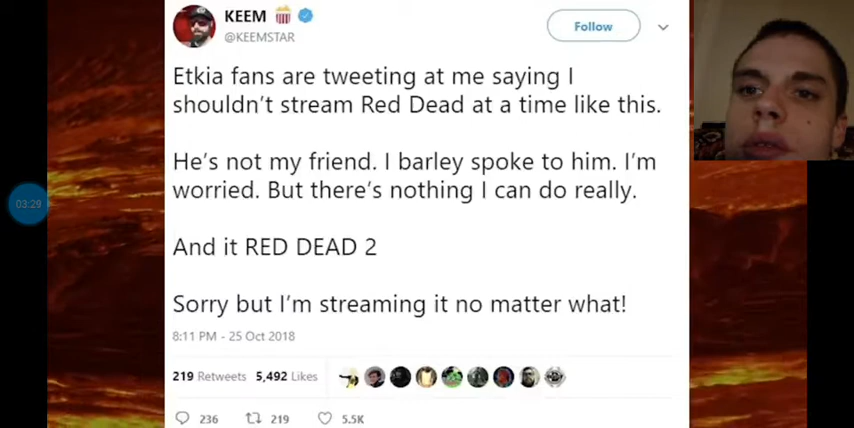 KEEM 🍿
@KEEMSTAR
Follow
Etkia fans are tweeting at me saying I
shouldn't stream Red Dead at a time like this.
He's not my friend. I barley spoke to him. I'm
worried. But there's nothing I can do really.
03:29
And it RED DEAD 2
Sorry but I'm streaming it no matter what!
8:11 PM - 25 Oct 2018
219 Retweets 5,492 Likes
236 219 5.5K